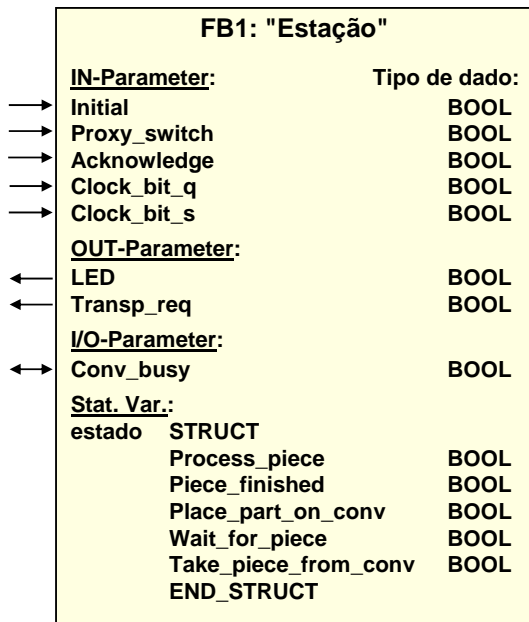 FB1: "Estação"
IN-Parameter: Tipo de dado:
Initial BOOL
Proxy_switch BOOL
Acknowledge BOOL
Clock_bit_q BOOL
Clock_bit_s BOOL
OUT-Parameter:
LED BOOL
Transp_req BOOL
I/O-Parameter:
Conv_busy BOOL
Stat. Var.:
estado STRUCT
Process_piece BOOL
Piece_finished BOOL
Place_part_on_conv BOOL
Wait_for_piece BOOL
Take_piece_from_conv BOOL
END_STRUCT